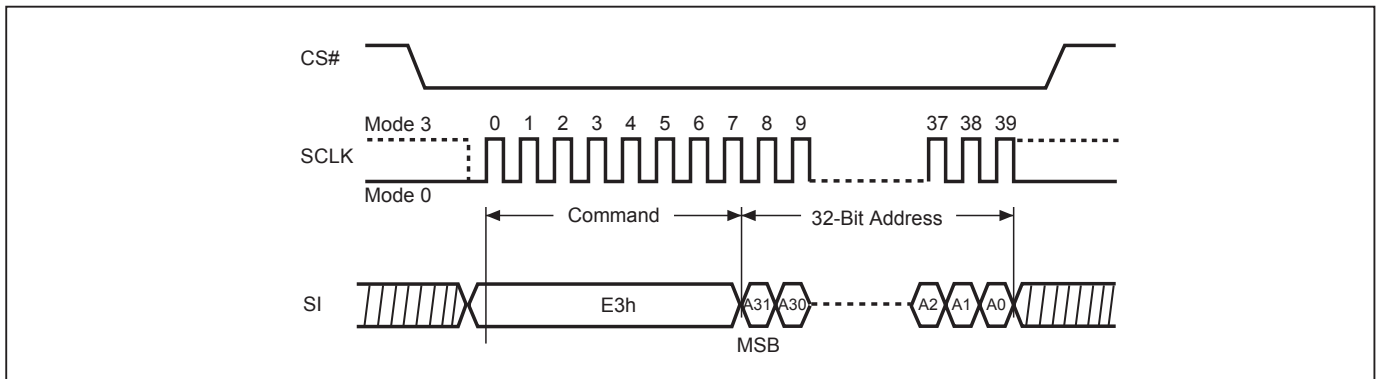 CS#
Mode 3
0 1 2 3 4 5 6 7 8 9 37 38 39
SCLK
Mode 0
Command
32-Bit Address
SI
E3h
A31 A30 A2 A1 A0
MSB